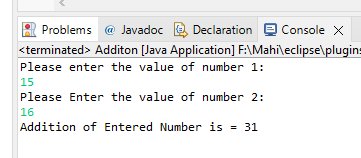 Problems @ Javadoc Declaration Console
<terminated> Additon [Java Application] F:\Mahi\eclipse\plugins
Please enter the value of number 1:
15
Please Enter the value of number 2:
16
Addition of Entered Number is = 31